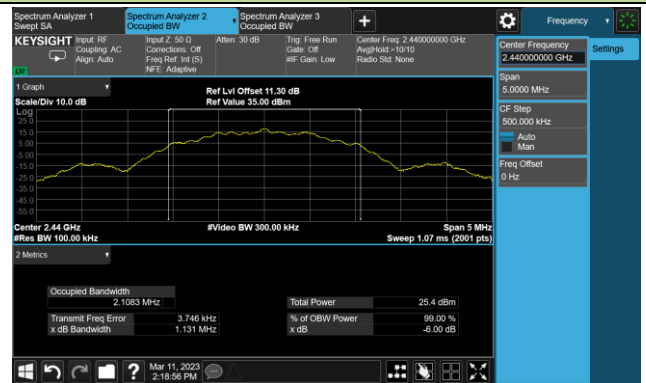 Spectrum Analyzer 1
Swept SA
Spectrum Analyzer 2
Occupied BW
Spectrum Analyzer 3
Occupied BW
Frequency
KEYSIGHT
Input: RF
Coupling: AC
Align: Auto
Input Z: 50 Ω
Corrections: Off
Freq Ref: Int (S)
NFE: Adaptive
Atten: 30 dB
Trig: Free Run
Gate: Off
#IF Gain: Low
Center Freq: 2.440000000 GHz
Avg|Hold:>10/10
Radio Std: None
Center Frequency
2.440000000 GHz
Settings
Span
5.0000 MHz
CF Step
500.000 kHz
Auto
Man
Freq Offset
0 Hz
1 Graph
Scale/Div 10.0 dB
Ref Lvl Offset 11.30 dB
Ref Value 35.00 dBm
Log
25.0
15.0
5.00
-5.00
-15.0
-25.0
-35.0
-45.0
-55.0
Center 2.44 GHz
#Res BW 100.00 kHz
#Video BW 300.00 kHz
Span 5 MHz
Sweep 1.07 ms (2001 pts)
2 Metrics
Occupied Bandwidth
2.1083 MHz
Transmit Freq Error 3.746 kHz
x dB Bandwidth 1.131 MHz
Total Power 25.4 dBm
% of OBW Power 99.00 %
x dB -6.00 dB
Mar 11, 2023
2:18:56 PM